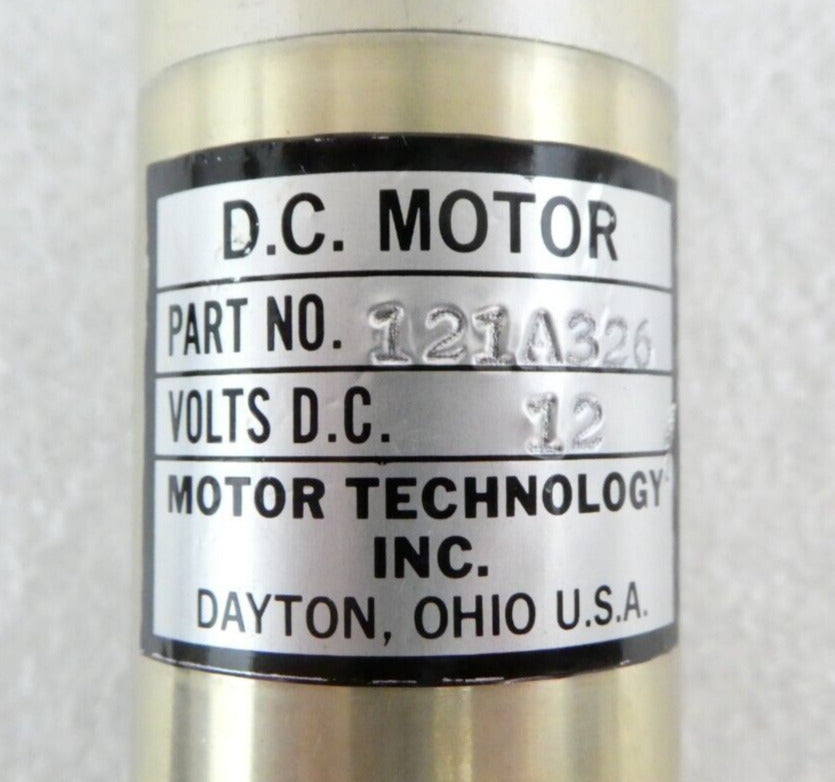 D.C. MOTOR
PART NO. 121A326
VOLTS D.C. 12
MOTOR TECHNOLOGY
INC.
DAYTON, OHIO U.S.A.